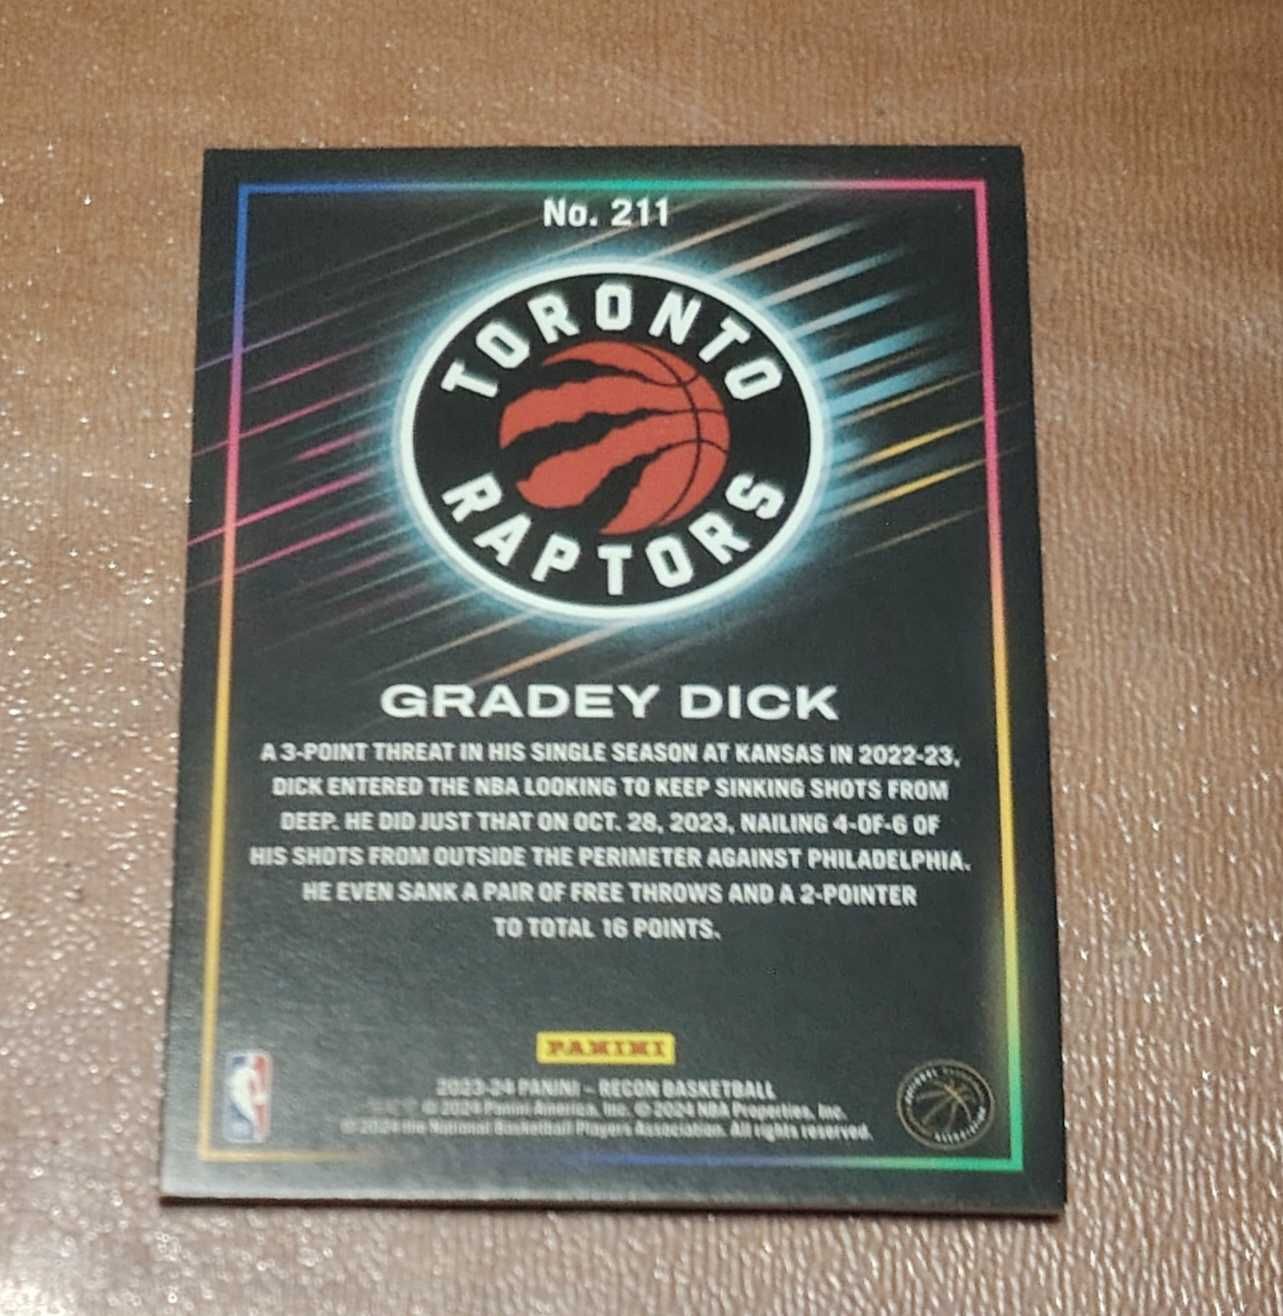 No. 211
TORONTO
RAPTORS
GRADEY DICK
A 3-POINT THREAT IN HIS SINGLE SEASON AT KANSAS IN 2022-23,
DICK ENTERED THE NBA LOOKING TO KEEP SINKING SHOTS FROM
DEEP. HE DID JUST THAT ON OCT. 28, 2023, NAILING 4-OF-6 OF
HIS SHOTS FROM OUTSIDE THE PERIMETER AGAINST PHILADELPHIA.
HE EVEN SANK A PAIR OF FREE THROWS AND A 2-POINTER
TO TOTAL 16 POINTS.
PANINI
2023-24 PANINI – RECON BASKETBALL
© 2024 Panini America, Inc. © 2024 NBA Properties, Inc.
© 2024 the National Basketball Players Association. All rights reserved.